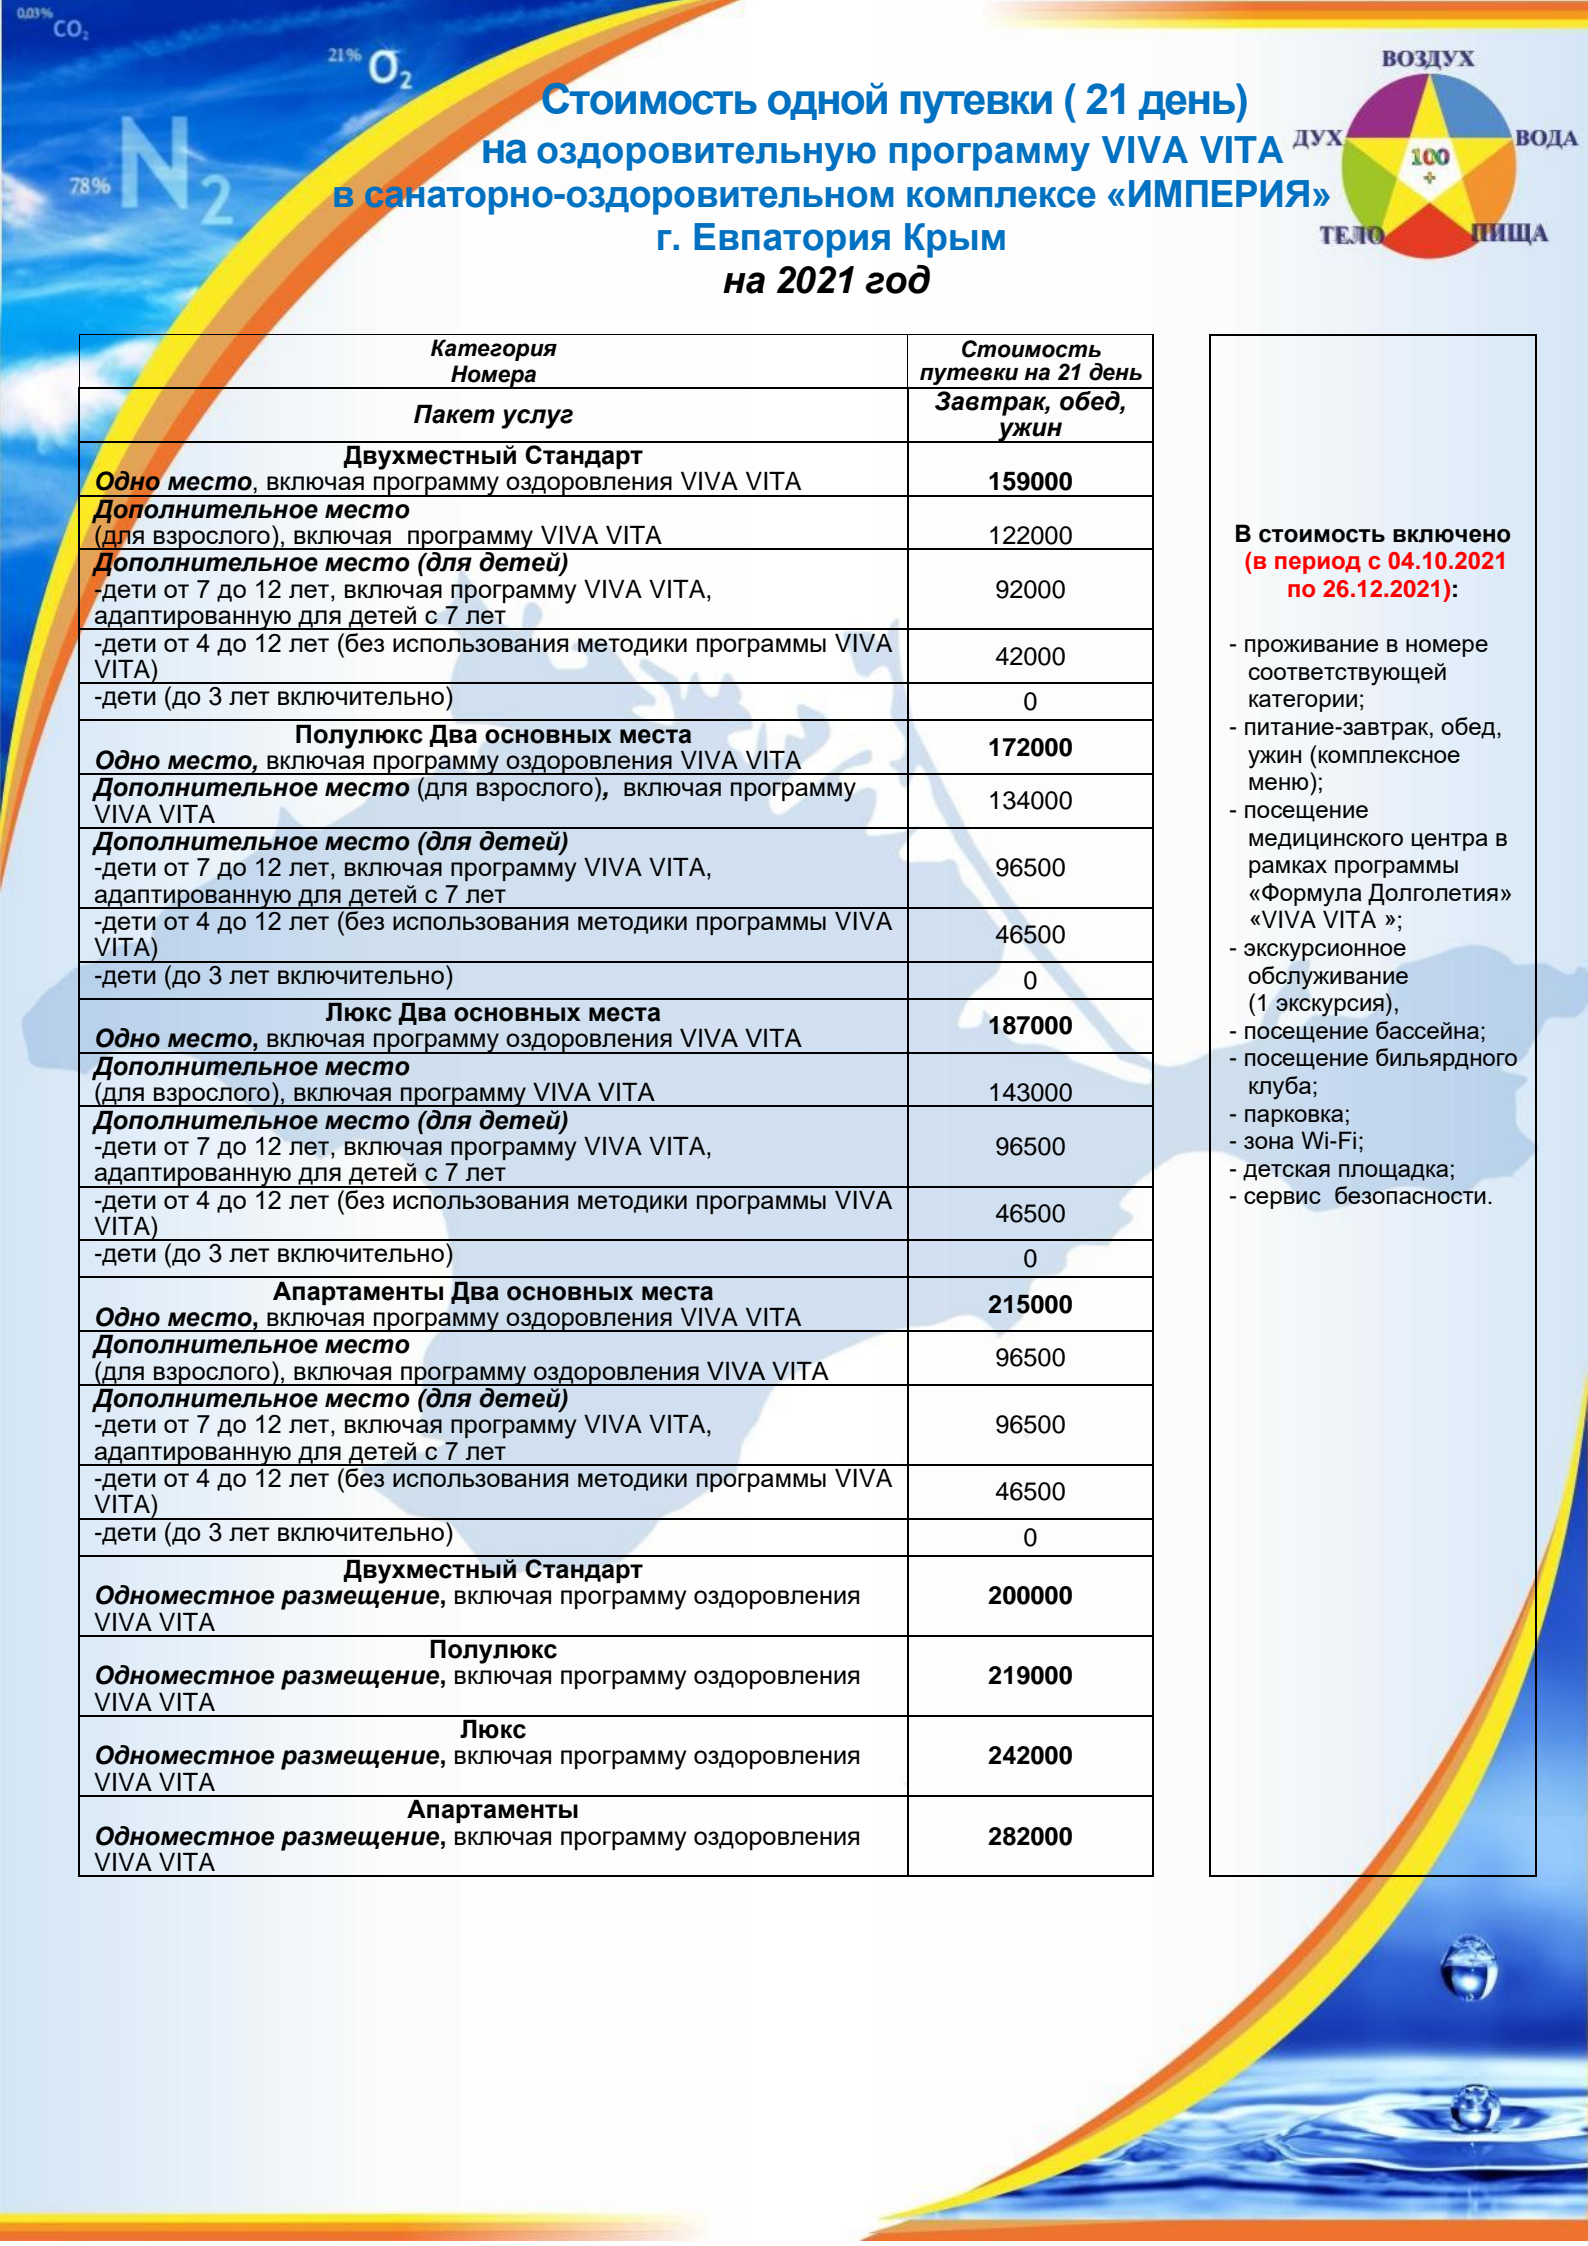 0,03% CO2
21% O2
78% N2
Стоимость одной путевки ( 21 день)
на оздоровительную программу VIVA VITA
в санаторно-оздоровительном комплексе «ИМПЕРИЯ»
г. Евпатория Крым
на 2021 год
ВОЗДУХ
ДУХ
ВОДА
100
+
ТЕЛО
ПИЩА
Категория
Номера
Стоимость
путевки на 21 день
Пакет услуг
Завтрак, обед,
ужин
Двухместный Стандарт
Одно место, включая программу оздоровления VIVA VITA
159000
Дополнительное место
(для взрослого), включая программу VIVA VITA
122000
Дополнительное место (для детей)
-дети от 7 до 12 лет, включая программу VIVA VITA,
адаптированную для детей с 7 лет
92000
-дети от 4 до 12 лет (без использования методики программы VIVA
VITA)
42000
-дети (до 3 лет включительно)
0
Полулюкс Два основных места
Одно место, включая программу оздоровления VIVA VITA
172000
Дополнительное место (для взрослого), включая программу
VIVA VITA
134000
Дополнительное место (для детей)
-дети от 7 до 12 лет, включая программу VIVA VITA,
адаптированную для детей с 7 лет
96500
-дети от 4 до 12 лет (без использования методики программы VIVA
VITA)
46500
-дети (до 3 лет включительно)
0
Люкс Два основных места
Одно место, включая программу оздоровления VIVA VITA
187000
Дополнительное место
(для взрослого), включая программу VIVA VITA
143000
Дополнительное место (для детей)
-дети от 7 до 12 лет, включая программу VIVA VITA,
адаптированную для детей с 7 лет
96500
-дети от 4 до 12 лет (без использования методики программы VIVA
VITA)
46500
-дети (до 3 лет включительно)
0
Апартаменты Два основных места
Одно место, включая программу оздоровления VIVA VITA
215000
Дополнительное место
(для взрослого), включая программу оздоровления VIVA VITA
96500
Дополнительное место (для детей)
-дети от 7 до 12 лет, включая программу VIVA VITA,
адаптированную для детей с 7 лет
96500
-дети от 4 до 12 лет (без использования методики программы VIVA
VITA)
46500
-дети (до 3 лет включительно)
0
Двухместный Стандарт
Одноместное размещение, включая программу оздоровления
VIVA VITA
200000
Полулюкс
Одноместное размещение, включая программу оздоровления
VIVA VITA
219000
Люкс
Одноместное размещение, включая программу оздоровления
VIVA VITA
242000
Апартаменты
Одноместное размещение, включая программу оздоровления
VIVA VITA
282000
В стоимость включено
(в период с 04.10.2021
по 26.12.2021):
- проживание в номере
соответствующей
категории;
- питание-завтрак, обед,
ужин (комплексное
меню);
- посещение
медицинского центра в
рамках программы
«Формула Долголетия»
«VIVA VITA »;
- экскурсионное
обслуживание
(1 экскурсия),
- посещение бассейна;
- посещение бильярдного
клуба;
- парковка;
- зона Wi-Fi;
- детская площадка;
- сервис безопасности.